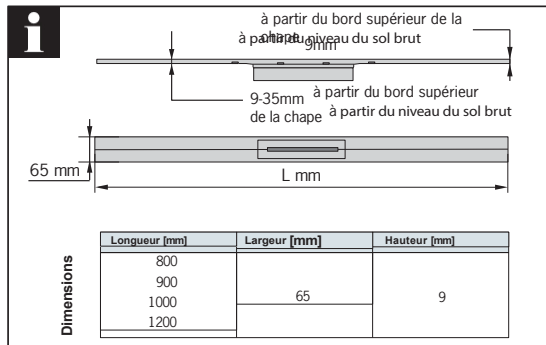 i
à partir du bord supérieur de la
chape 9mm
à partir du niveau du sol brut
9-35mm
à partir du bord supérieur
de la chape
à partir du niveau du sol brut
65 mm
L mm
Dimensions
Longueur [mm] Largeur [mm] Hauteur [mm]
800
900
1000 65 9
1200